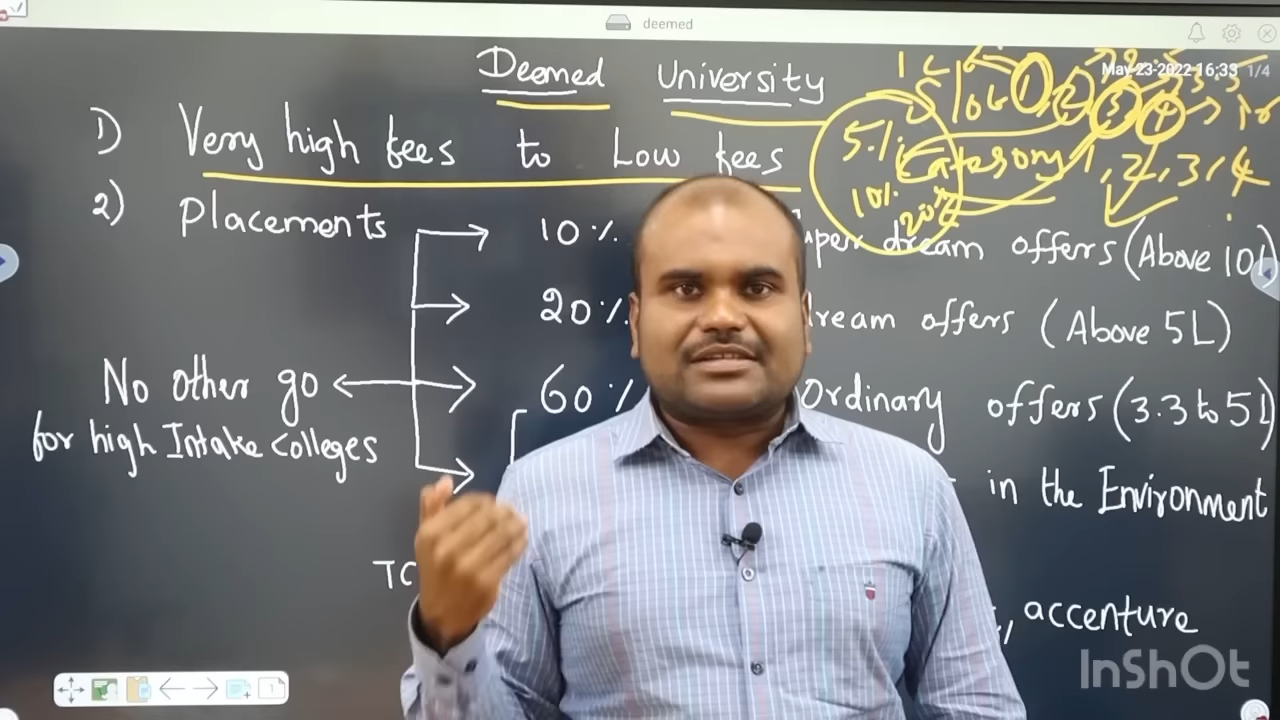 deemed
May-23-2022 16:33 1/4
Deemed University
1) Very high fees to Low fees
5%
10%
20%
Category 1, 2, 3, 4
2) Placements
10% uper dream offers (Above 10L)
20% dream offers (Above 5L)
No other go
for high Intake colleges
60% Ordinary offers (3.3 to 5L)
in the Environment
TC
, accenture
InShOt